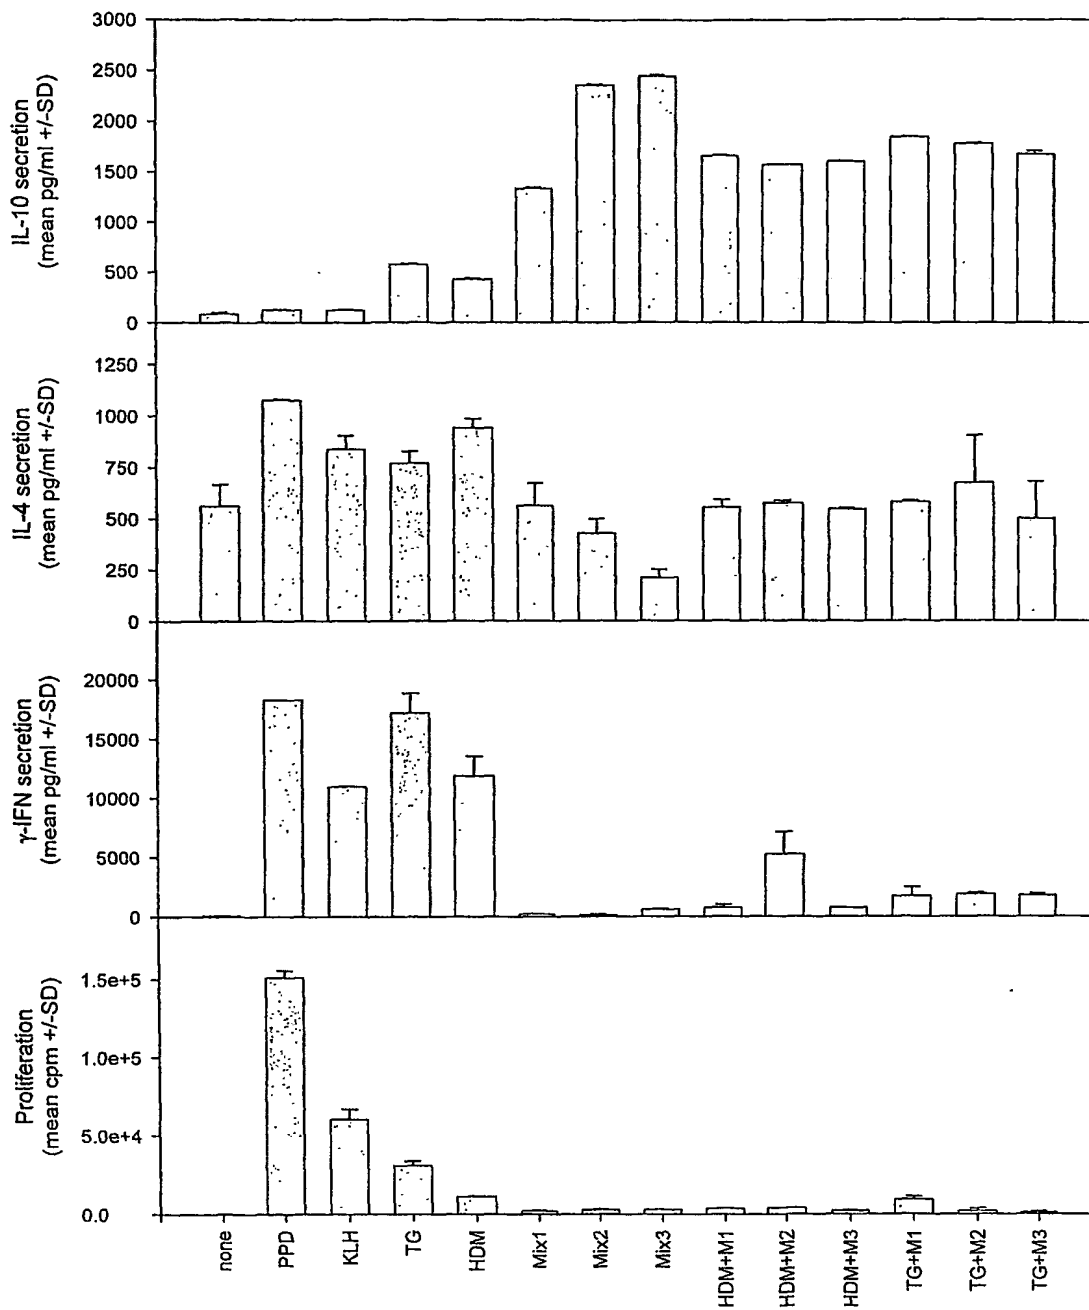 IL-10 secretion
(mean pg/ml +/-SD)
3000
2500
2000
1500
1000
500
0
IL-4 secretion
(mean pg/ml +/-SD)
1250
1000
750
500
250
0
γ-IFN secretion
(mean pg/ml +/-SD)
20000
15000
10000
5000
0
Proliferation
(mean cpm +/-SD)
1.5e+5
1.0e+5
5.0e+4
0.0
none
PPD
KLH
TG
HDM
Mix1
Mix2
Mix3
HDM+M1
HDM+M2
HDM+M3
TG+M1
TG+M2
TG+M3